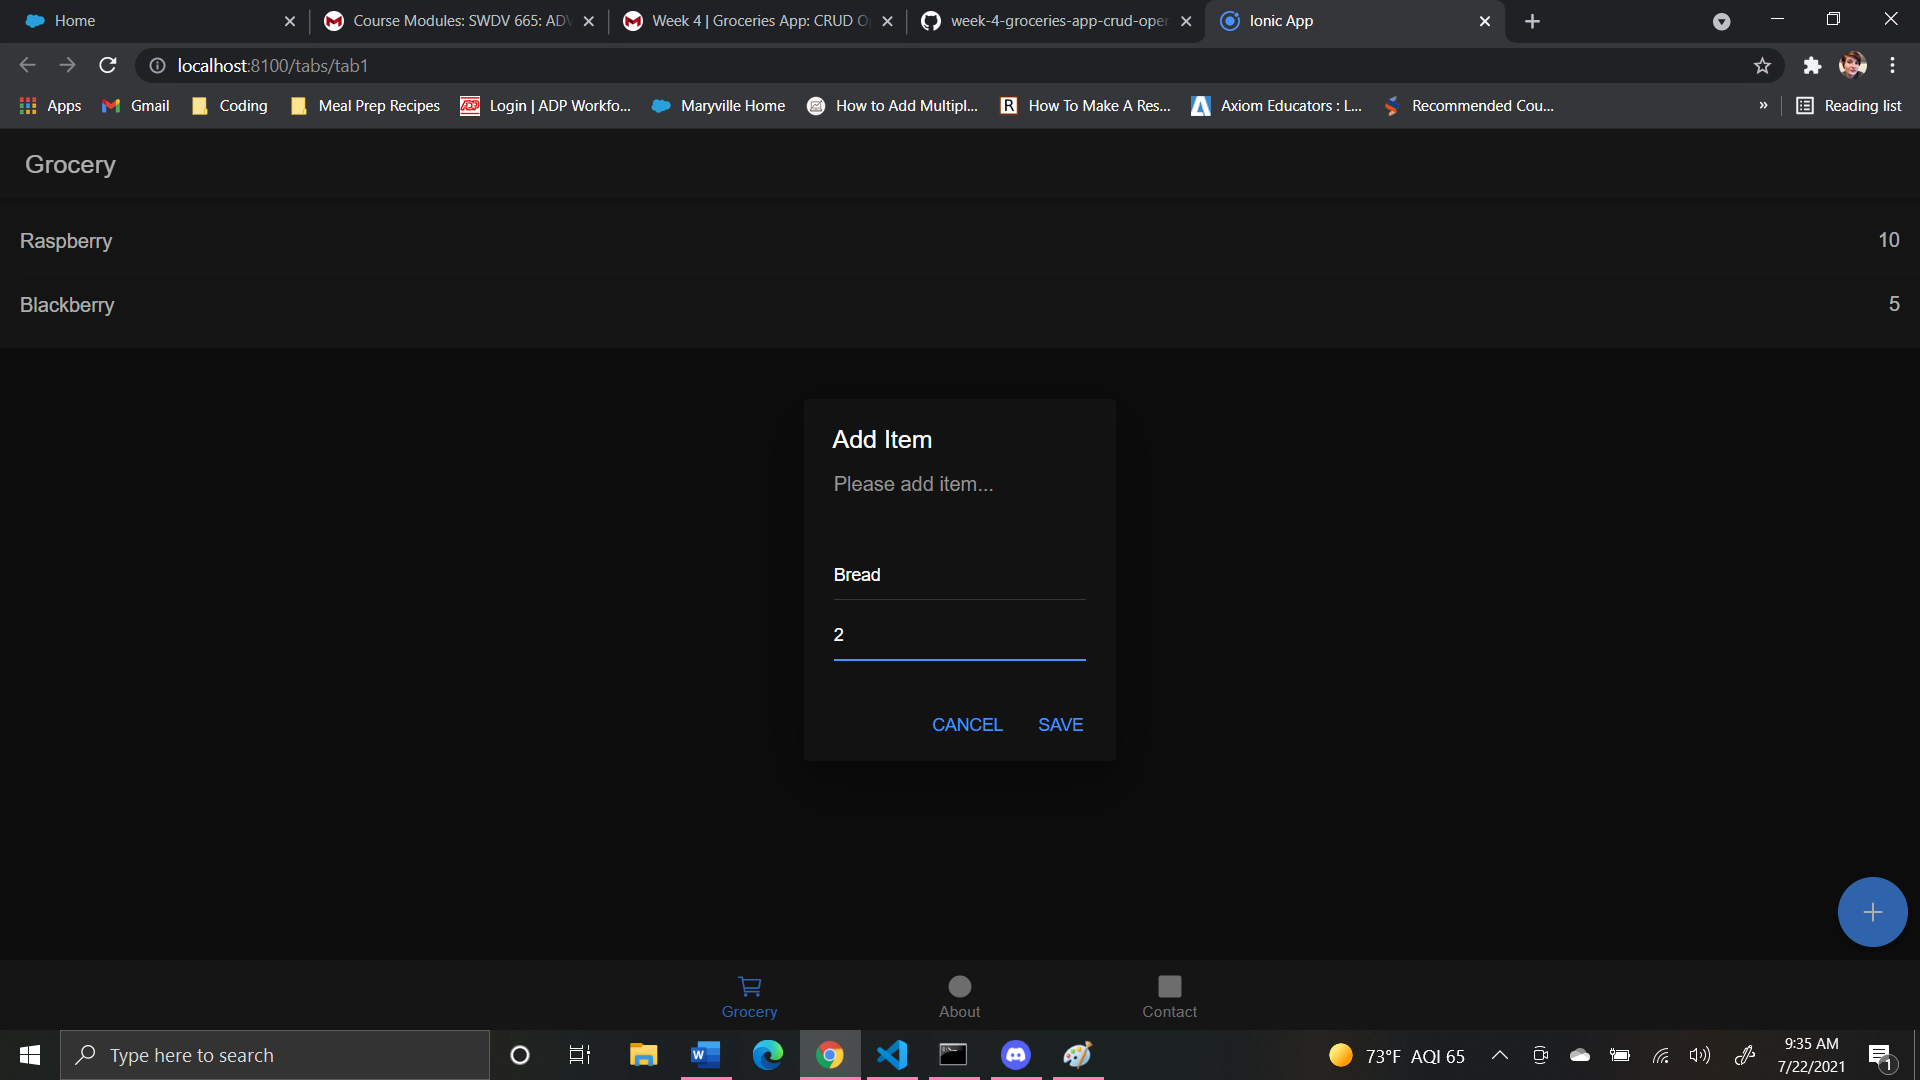 Home
Course Modules: SWDV 665: ADV
Week 4 | Groceries App: CRUD O
week-4-groceries-app-crud-oper
Ionic App
localhost:8100/tabs/tab1
Apps
Gmail
Coding
Meal Prep Recipes
ADP
Login | ADP Workfo...
Maryville Home
How to Add Multipl...
R
How To Make A Res...
Axiom Educators : L...
Recommended Cou...
»
Reading list
Grocery
Raspberry
10
Blackberry
5
Add Item
Please add item...
Bread
2
CANCEL
SAVE
Grocery
About
Contact
Type here to search
73°F AQI 65
9:35 AM
7/22/2021
1